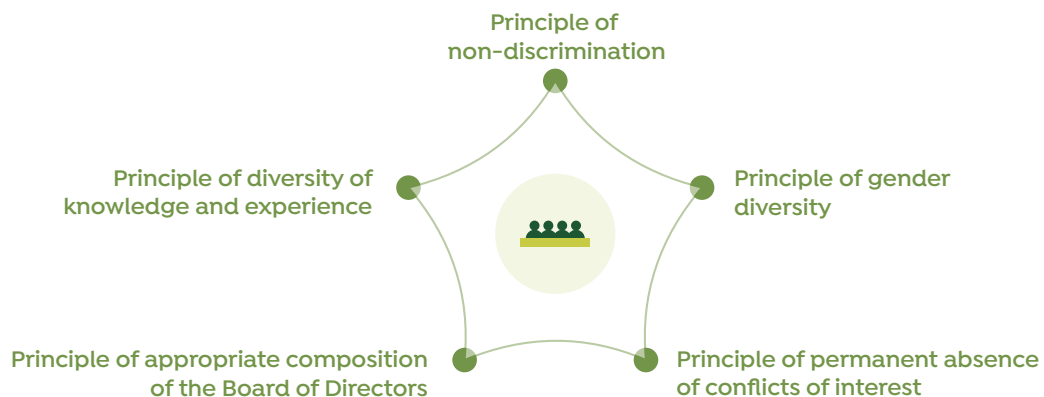 Principle of
non-discrimination
Principle of diversity of
knowledge and experience
Principle of gender
diversity
Principle of appropriate composition
of the Board of Directors
Principle of permanent absence
of conflicts of interest